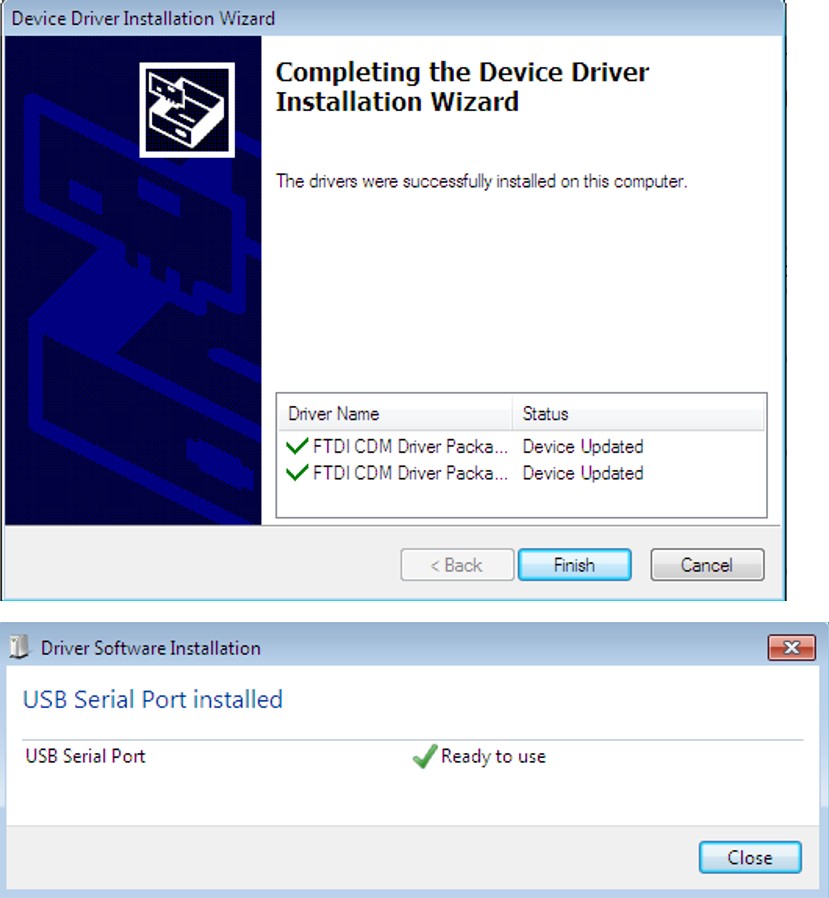 Device Driver Installation Wizard
Completing the Device Driver
Installation Wizard
The drivers were successfully installed on this computer.
Driver Name Status
FTDI CDM Driver Packa... Device Updated
FTDI CDM Driver Packa... Device Updated
< Back Finish Cancel
Driver Software Installation
USB Serial Port installed
USB Serial Port Ready to use
Close